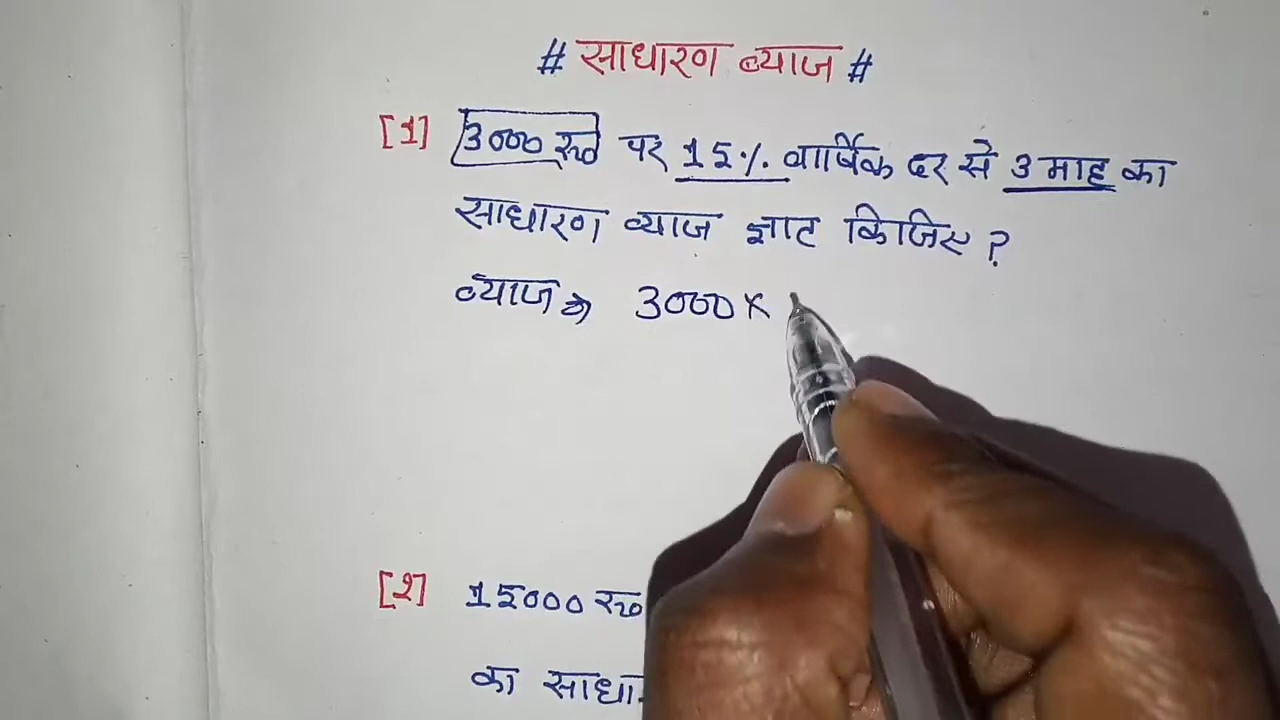 # साधारण ब्याज #
[1] 3000 रू० पर 15% वार्षिक दर से 3 माह का
साधारण ब्याज ज्ञाट किजिए ?
ब्याज ⇒ 3000 ×
[2] 15000 रू०
का साधा